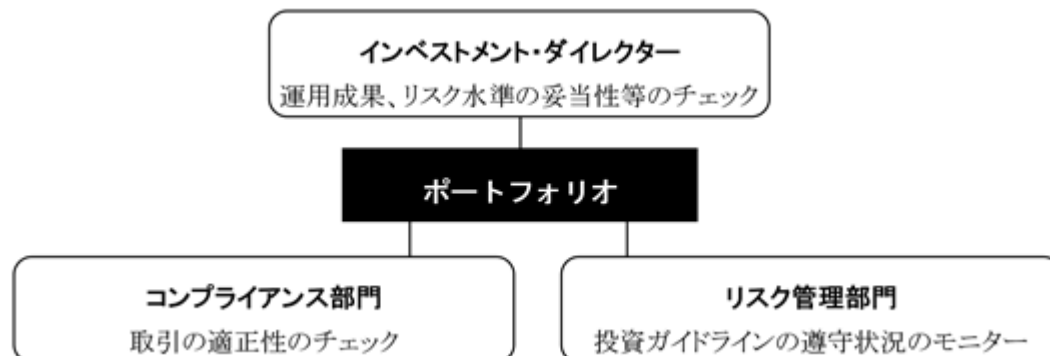 インベストメント・ダイレクター
運用成果、リスク水準の妥当性等のチェック
ポートフォリオ
コンプライアンス部門
取引の適正性のチェック
リスク管理部門
投資ガイドラインの遵守状況のモニター